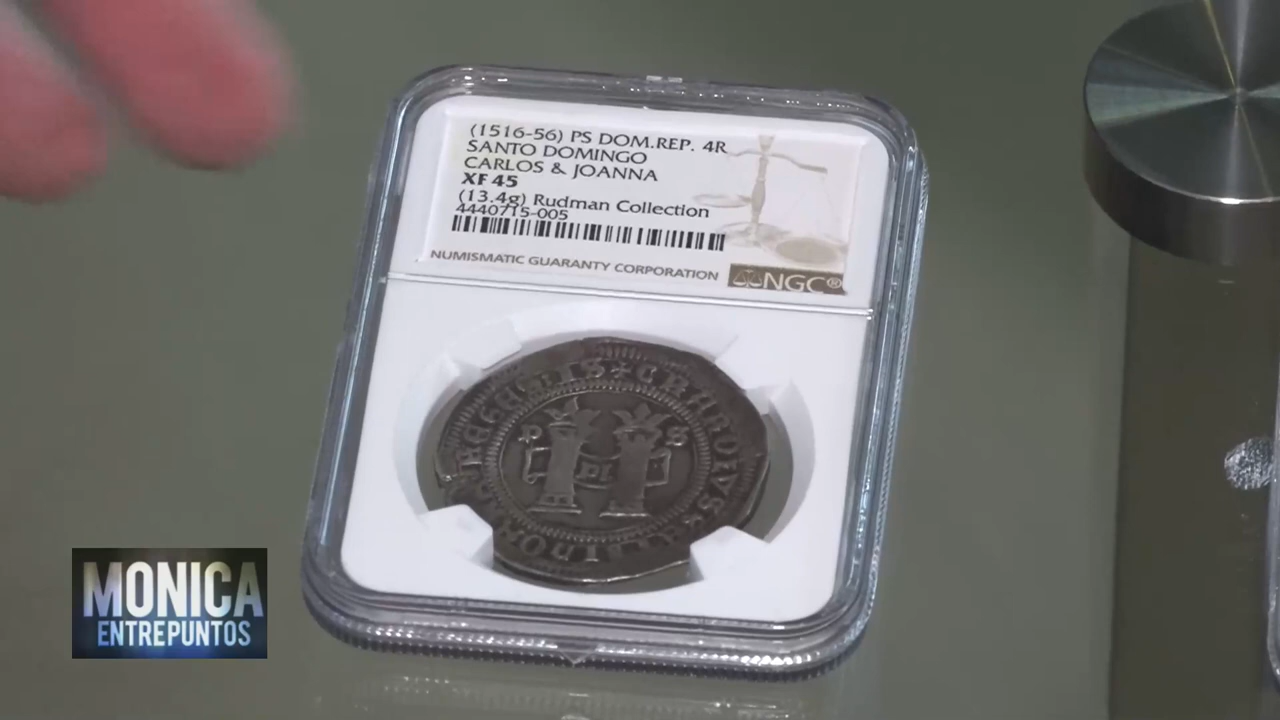 (1516-56) PS DOM.REP. 4R
SANTO DOMINGO
CARLOS & JOANNA
XF 45
(13.4g) Rudman Collection
4440715-005
NUMISMATIC GUARANTY CORPORATION
NGC®
P S
MONICA
ENTREPUNTOS